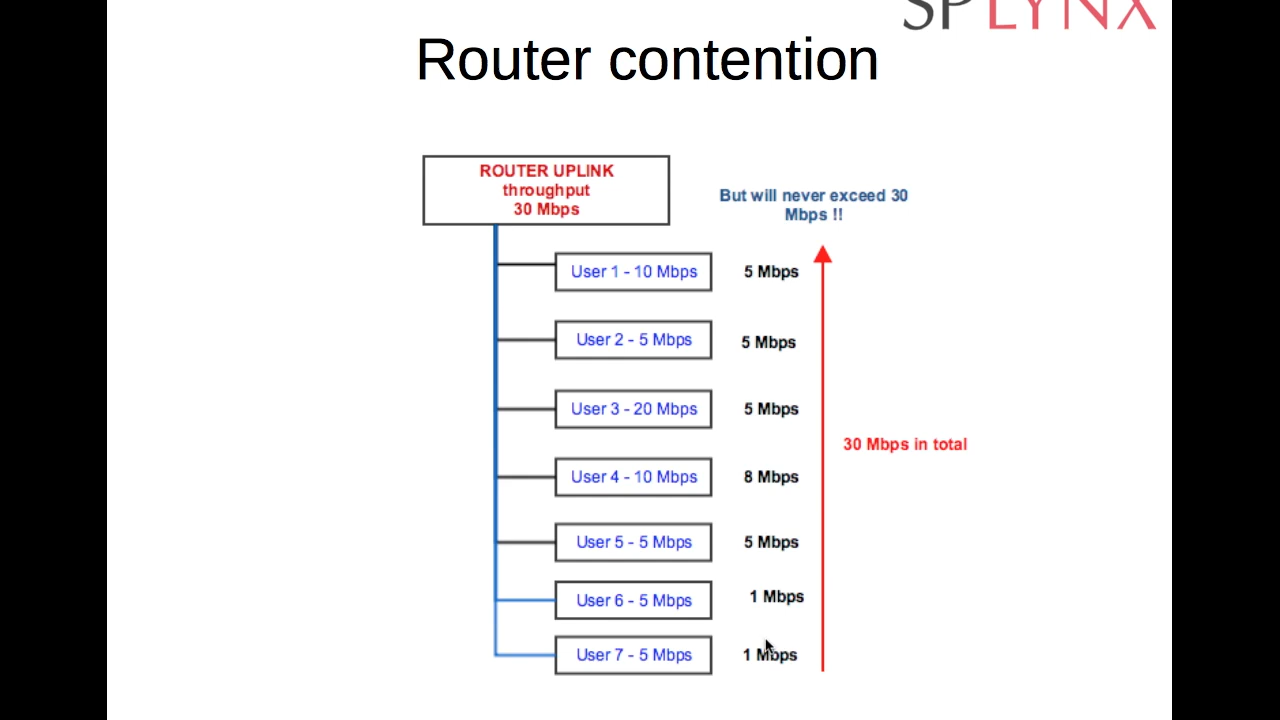 SPLYNX
Router contention
ROUTER UPLINK
throughput
30 Mbps
But will never exceed 30
Mbps !!
User 1 - 10 Mbps
5 Mbps
User 2 - 5 Mbps
5 Mbps
User 3 - 20 Mbps
5 Mbps
30 Mbps in total
User 4 - 10 Mbps
8 Mbps
User 5 - 5 Mbps
5 Mbps
User 6 - 5 Mbps
1 Mbps
User 7 - 5 Mbps
1 Mbps